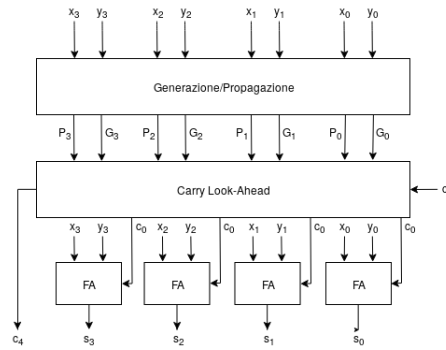 x3 y3 x2 y2 x1 y1 x0 y0
Generazione/Propagazione
P3 G3 P2 G2 P1 G1 P0 G0
Carry Look-Ahead
x3 y3 c0 x2 y2 c0 x1 y1 c0 x0 y0 c0
FA FA FA FA
c4 s3 s2 s1 s0